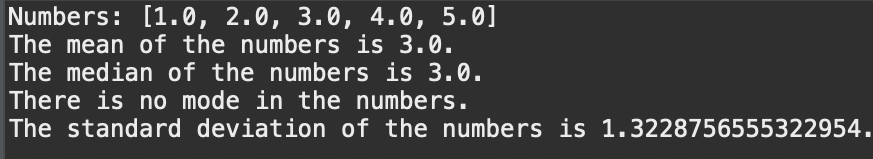 Numbers: [1.0, 2.0, 3.0, 4.0, 5.0]
The mean of the numbers is 3.0.
The median of the numbers is 3.0.
There is no mode in the numbers.
The standard deviation of the numbers is 1.3228756555322954.